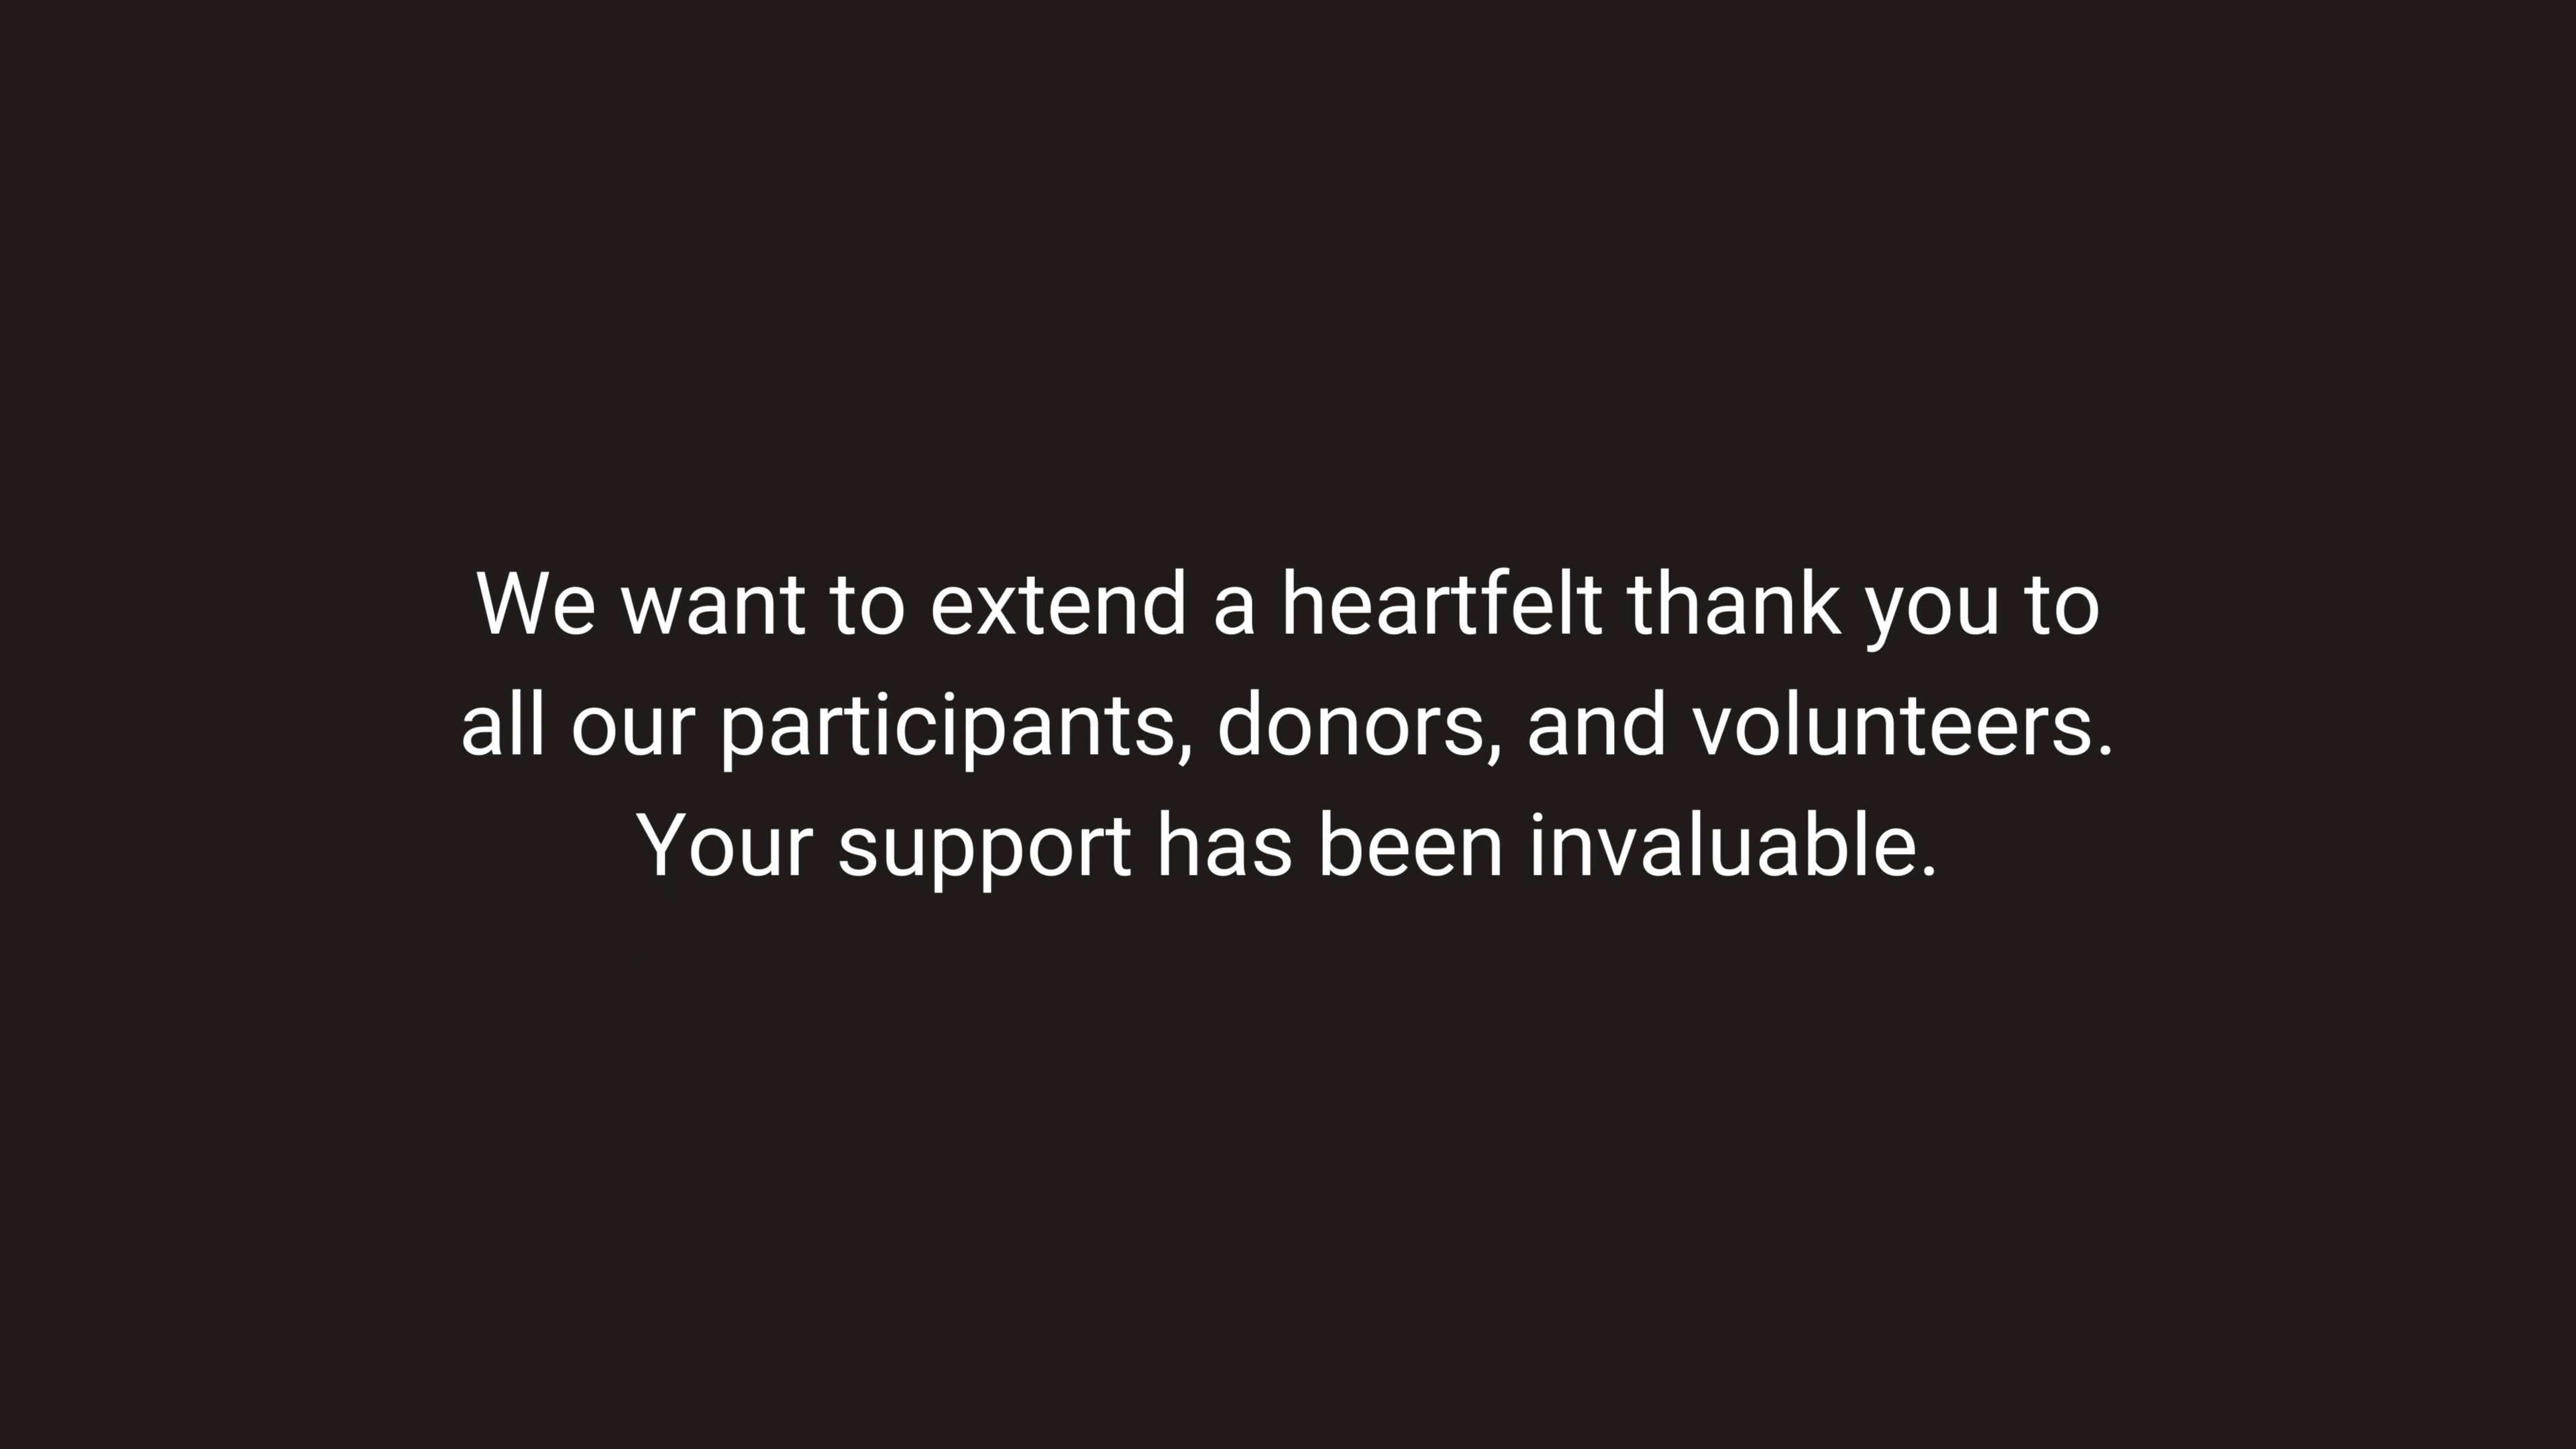 We want to extend a heartfelt thank you to
all our participants, donors, and volunteers.
Your support has been invaluable.